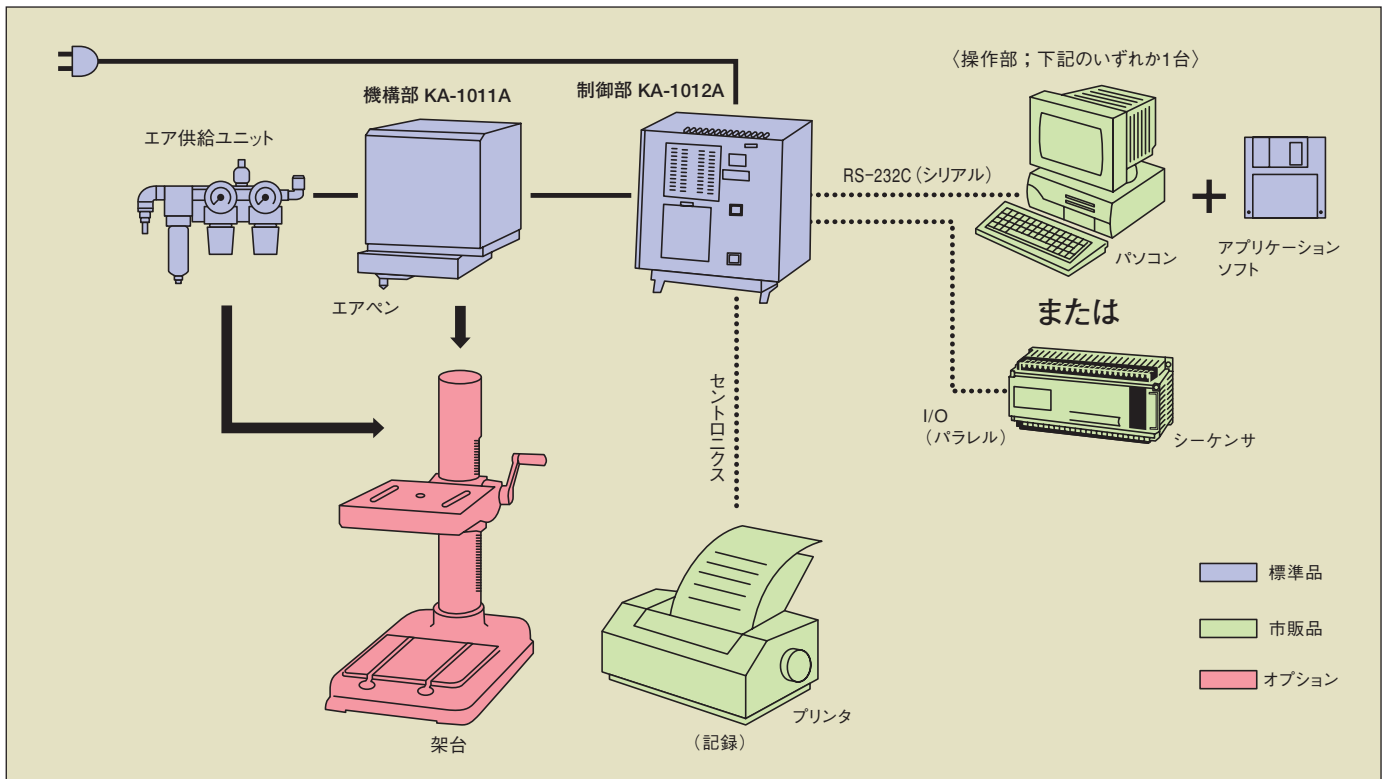 〈操作部；下記のいずれか1台〉
機構部 KA-1011A
制御部 KA-1012A
エア供給ユニット
RS-232C（シリアル）
パソコン
アプリケーション
ソフト
エアペン
または
セントロニクス
I/O
（パラレル）
シーケンサ
標準品
市販品
オプション
プリンタ
（記録）
架台